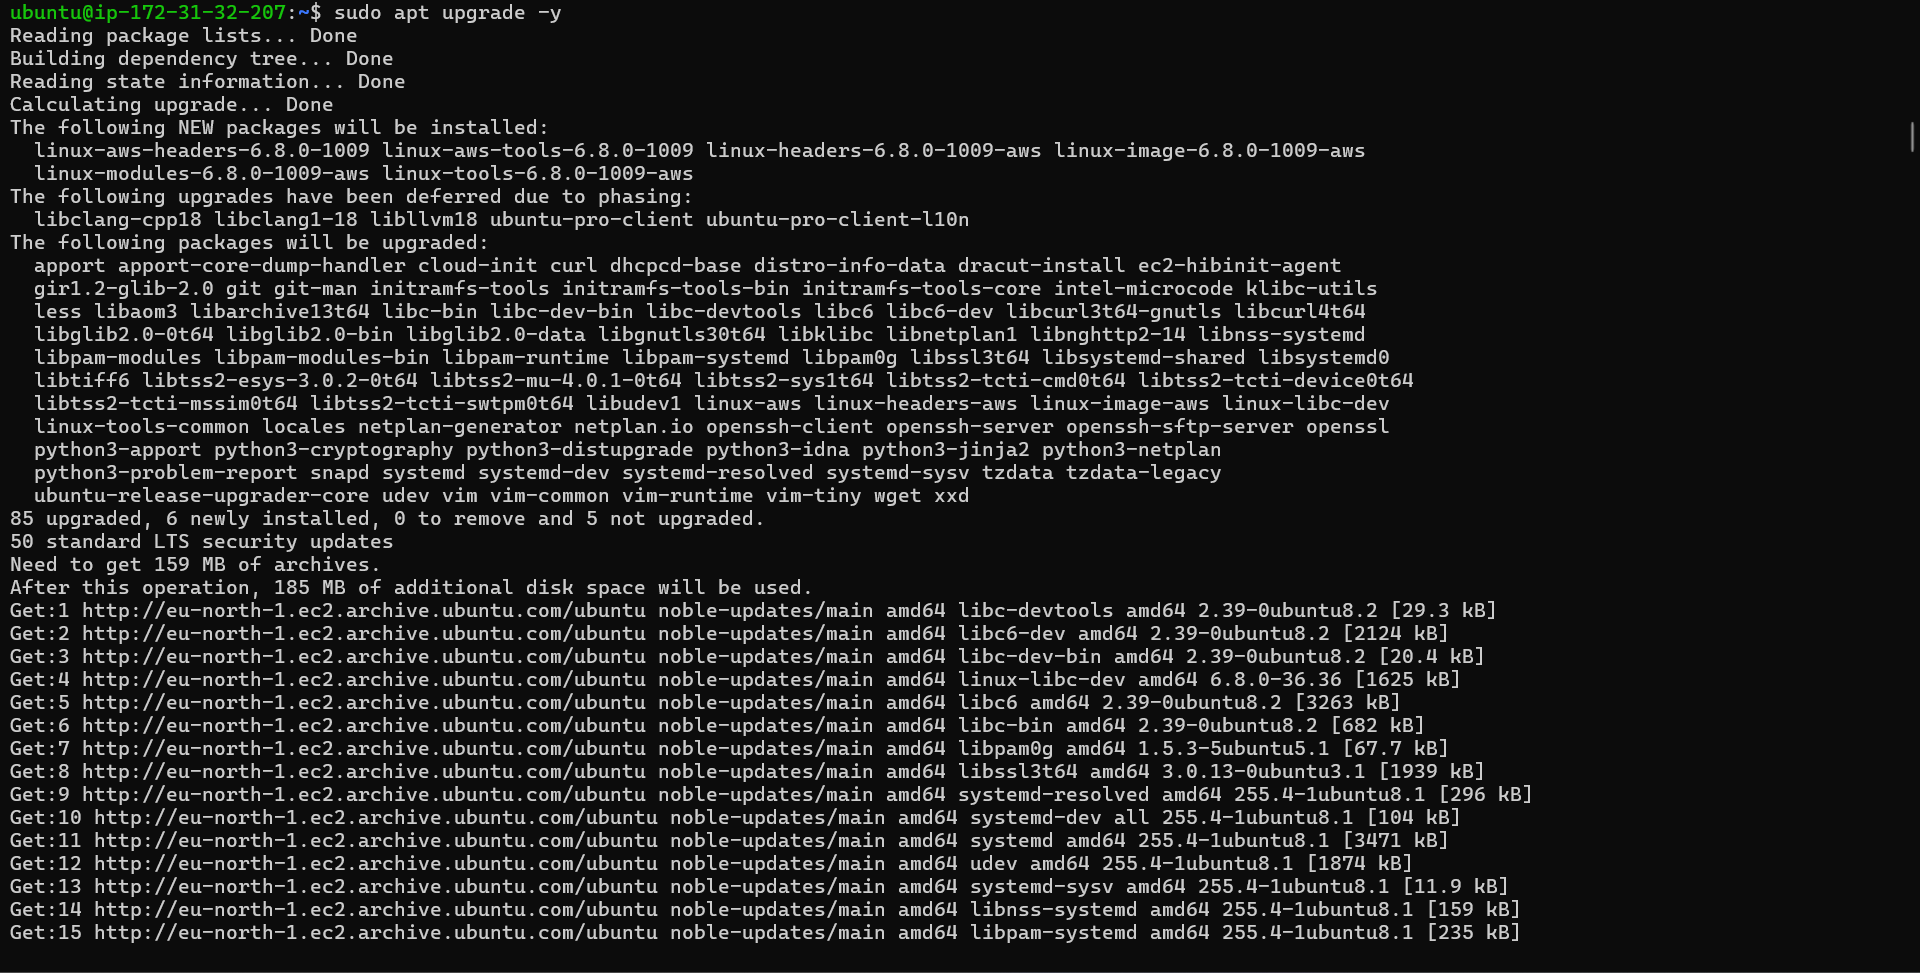 ubuntu@ip-172-31-32-207:~$ sudo apt upgrade -y
Reading package lists... Done
Building dependency tree... Done
Reading state information... Done
Calculating upgrade... Done
The following NEW packages will be installed:
  linux-aws-headers-6.8.0-1009 linux-aws-tools-6.8.0-1009 linux-headers-6.8.0-1009-aws linux-image-6.8.0-1009-aws
  linux-modules-6.8.0-1009-aws linux-tools-6.8.0-1009-aws
The following upgrades have been deferred due to phasing:
  libclang-cpp18 libclang1-18 libllvm18 ubuntu-pro-client ubuntu-pro-client-l10n
The following packages will be upgraded:
  apport apport-core-dump-handler cloud-init curl dhcpcd-base distro-info-data dracut-install ec2-hibinit-agent
  gir1.2-glib-2.0 git git-man initramfs-tools initramfs-tools-bin initramfs-tools-core intel-microcode klibc-utils
  less libaom3 libarchive13t64 libc-bin libc-dev-bin libc-devtools libc6 libc6-dev libcurl3t64-gnutls libcurl4t64
  libglib2.0-0t64 libglib2.0-bin libglib2.0-data libgnutls30t64 libklibc libnetplan1 libnghttp2-14 libnss-systemd
  libpam-modules libpam-modules-bin libpam-runtime libpam-systemd libpam0g libssl3t64 libsystemd-shared libsystemd0
  libtiff6 libtss2-esys-3.0.2-0t64 libtss2-mu-4.0.1-0t64 libtss2-sys1t64 libtss2-tcti-cmd0t64 libtss2-tcti-device0t64
  libtss2-tcti-mssim0t64 libtss2-tcti-swtpm0t64 libudev1 linux-aws linux-headers-aws linux-image-aws linux-libc-dev
  linux-tools-common locales netplan-generator netplan.io openssh-client openssh-server openssh-sftp-server openssl
  python3-apport python3-cryptography python3-distupgrade python3-idna python3-jinja2 python3-netplan
  python3-problem-report snapd systemd systemd-dev systemd-resolved systemd-sysv tzdata tzdata-legacy
  ubuntu-release-upgrader-core udev vim vim-common vim-runtime vim-tiny wget xxd
85 upgraded, 6 newly installed, 0 to remove and 5 not upgraded.
50 standard LTS security updates
Need to get 159 MB of archives.
After this operation, 185 MB of additional disk space will be used.
Get:1 http://eu-north-1.ec2.archive.ubuntu.com/ubuntu noble-updates/main amd64 libc-devtools amd64 2.39-0ubuntu8.2 [29.3 kB]
Get:2 http://eu-north-1.ec2.archive.ubuntu.com/ubuntu noble-updates/main amd64 libc6-dev amd64 2.39-0ubuntu8.2 [2124 kB]
Get:3 http://eu-north-1.ec2.archive.ubuntu.com/ubuntu noble-updates/main amd64 libc-dev-bin amd64 2.39-0ubuntu8.2 [20.4 kB]
Get:4 http://eu-north-1.ec2.archive.ubuntu.com/ubuntu noble-updates/main amd64 linux-libc-dev amd64 6.8.0-36.36 [1625 kB]
Get:5 http://eu-north-1.ec2.archive.ubuntu.com/ubuntu noble-updates/main amd64 libc6 amd64 2.39-0ubuntu8.2 [3263 kB]
Get:6 http://eu-north-1.ec2.archive.ubuntu.com/ubuntu noble-updates/main amd64 libc-bin amd64 2.39-0ubuntu8.2 [682 kB]
Get:7 http://eu-north-1.ec2.archive.ubuntu.com/ubuntu noble-updates/main amd64 libpam0g amd64 1.5.3-5ubuntu5.1 [67.7 kB]
Get:8 http://eu-north-1.ec2.archive.ubuntu.com/ubuntu noble-updates/main amd64 libssl3t64 amd64 3.0.13-0ubuntu3.1 [1939 kB]
Get:9 http://eu-north-1.ec2.archive.ubuntu.com/ubuntu noble-updates/main amd64 systemd-resolved amd64 255.4-1ubuntu8.1 [296 kB]
Get:10 http://eu-north-1.ec2.archive.ubuntu.com/ubuntu noble-updates/main amd64 systemd-dev all 255.4-1ubuntu8.1 [104 kB]
Get:11 http://eu-north-1.ec2.archive.ubuntu.com/ubuntu noble-updates/main amd64 systemd amd64 255.4-1ubuntu8.1 [3471 kB]
Get:12 http://eu-north-1.ec2.archive.ubuntu.com/ubuntu noble-updates/main amd64 udev amd64 255.4-1ubuntu8.1 [1874 kB]
Get:13 http://eu-north-1.ec2.archive.ubuntu.com/ubuntu noble-updates/main amd64 systemd-sysv amd64 255.4-1ubuntu8.1 [11.9 kB]
Get:14 http://eu-north-1.ec2.archive.ubuntu.com/ubuntu noble-updates/main amd64 libnss-systemd amd64 255.4-1ubuntu8.1 [159 kB]
Get:15 http://eu-north-1.ec2.archive.ubuntu.com/ubuntu noble-updates/main amd64 libpam-systemd amd64 255.4-1ubuntu8.1 [235 kB]